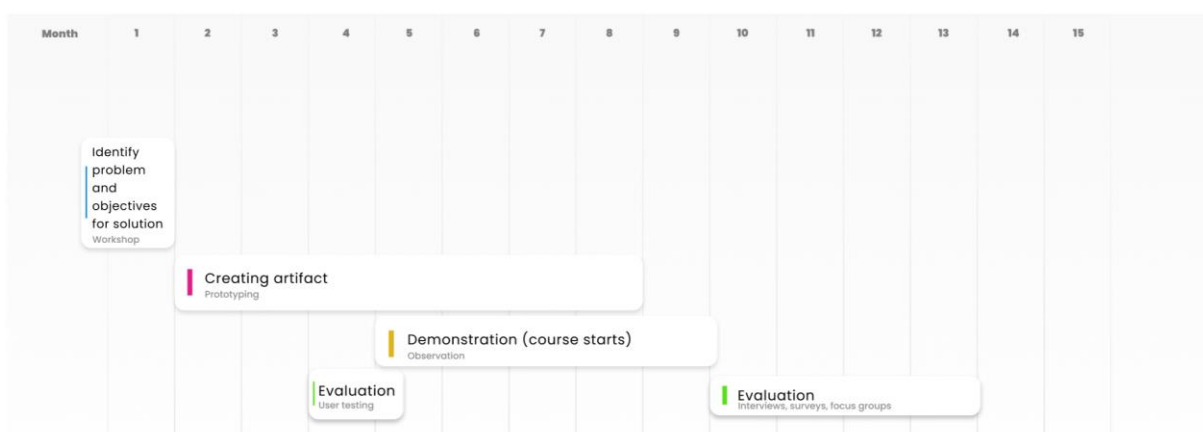 Month 1 2 3 4 5 6 7 8 9 10 11 12 13 14 15
Identify
problem
and
objectives
for solution
Workshop
Creating artifact
Prototyping
Demonstration (course starts)
Observation
Evaluation
User testing
Evaluation
Interviews, surveys, focus groups